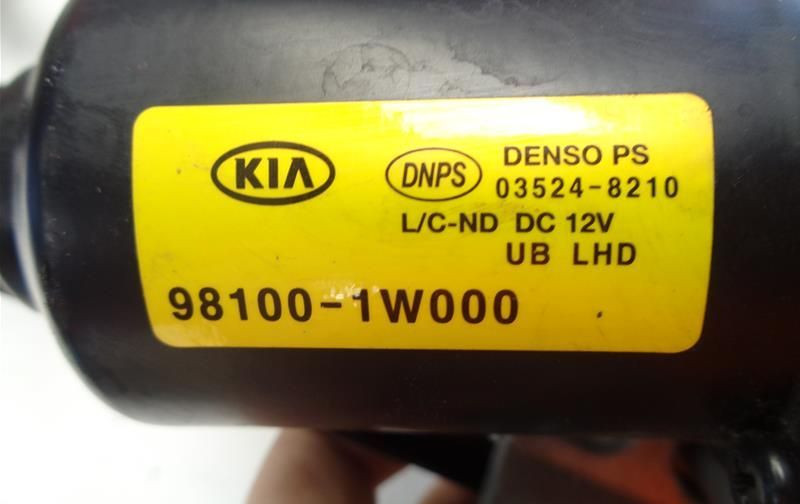 KIA
DNPS
DENSO PS
03524-8210
L/C-ND DC 12V
UB LHD
98100-1W000